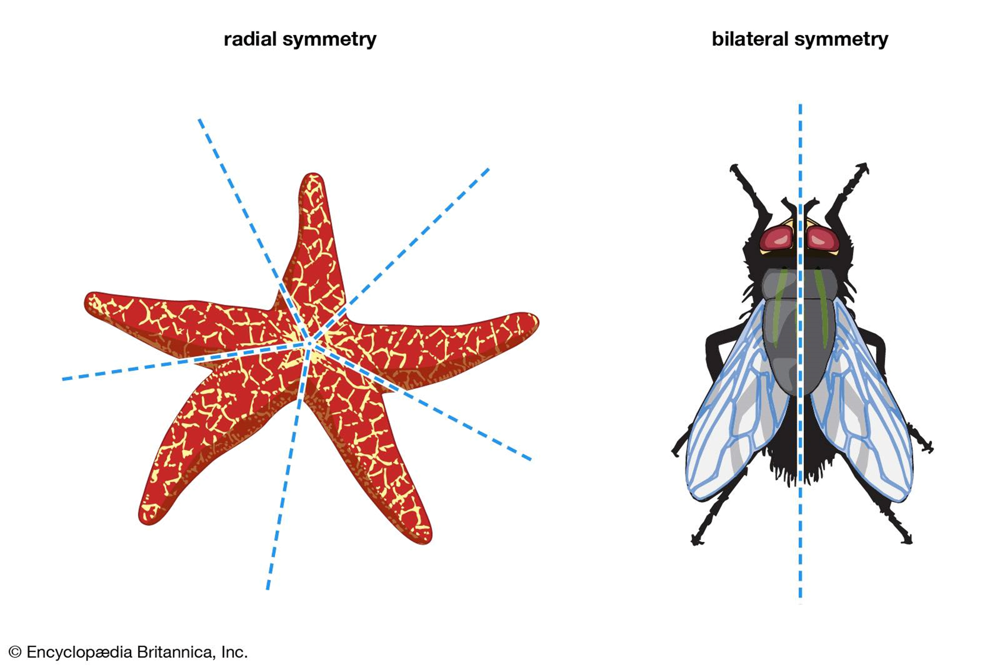 radial symmetry
bilateral symmetry
© Encyclopædia Britannica, Inc.